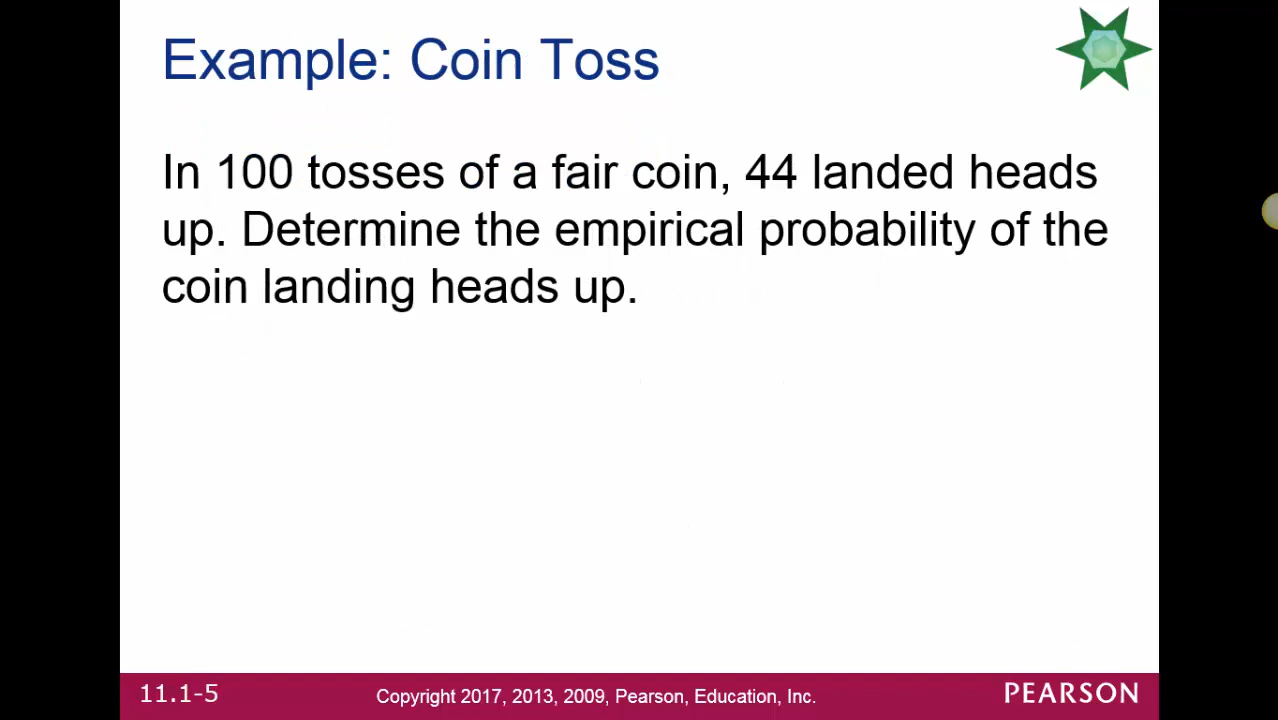 Example: Coin Toss
In 100 tosses of a fair coin, 44 landed heads
up. Determine the empirical probability of the
coin landing heads up.
11.1-5
Copyright 2017, 2013, 2009, Pearson, Education, Inc.
PEARSON